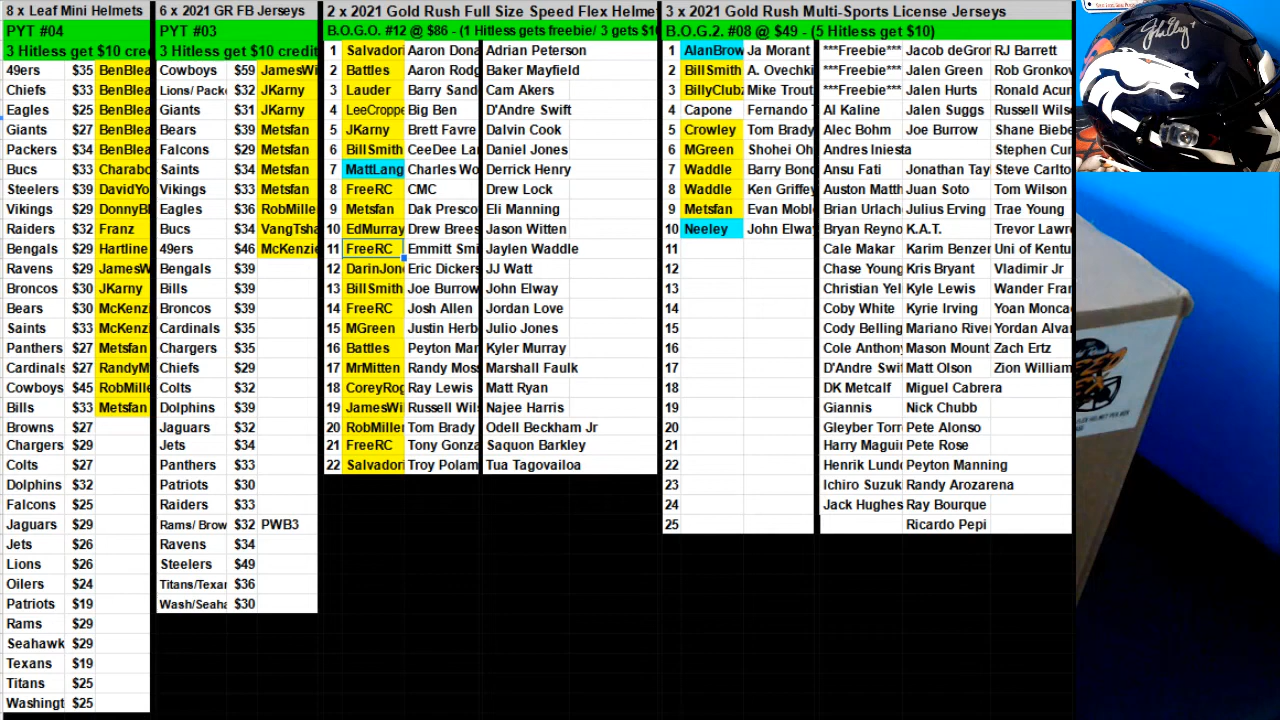 8 x Leaf Mini Helmets
PYT #04
3 Hitless get $10 cre
49ers $35 BenBlea
Chiefs $33 BenBlea
Eagles $25 BenBlea
Giants $27 BenBlea
Packers $34 BenBlea
Bucs $33 Charabo
Steelers $39 DavidYo
Vikings $29 DonnyBl
Raiders $32 Franz
Bengals $29 Hartline
Ravens $29 JamesW
Broncos $30 JKarny
Bears $30 McKenzi
Saints $33 McKenzi
Panthers $27 Metsfan
Cardinals $27 RandyM
Cowboys $45 RobMille
Bills $33 Metsfan
Browns $27
Chargers $29
Colts $27
Dolphins $32
Falcons $25
Jaguars $29
Jets $26
Lions $26
Oilers $24
Patriots $19
Rams $29
Seahawk $29
Texans $19
Titans $25
Washingt $25
6 x 2021 GR FB Jerseys
PYT #03
3 Hitless get $10 credit
Cowboys $59 JamesWi
Lions/ Packe $32 JKarny
Giants $31 JKarny
Bears $39 Metsfan
Falcons $29 Metsfan
Saints $34 Metsfan
Vikings $33 Metsfan
Eagles $36 RobMille
Bucs $34 VangTsha
49ers $46 McKenzie
Bengals $39
Bills $39
Broncos $39
Cardinals $35
Chargers $35
Chiefs $29
Colts $32
Dolphins $39
Jaguars $32
Jets $34
Panthers $33
Patriots $30
Raiders $33
Rams/ Brow $32 PWB3
Ravens $34
Steelers $49
Titans/Texan $36
Wash/Seaha $30
2 x 2021 Gold Rush Full Size Speed Flex Helmet
B.O.G.O. #12 @ $86 - (1 Hitless gets freebie/ 3 gets $10
1 Salvadori Aaron Dona Adrian Peterson
2 Battles Aaron Rodg Baker Mayfield
3 Lauder Barry Sand Cam Akers
4 LeeCroppe Big Ben D'Andre Swift
5 JKarny Brett Favre Dalvin Cook
6 BillSmith CeeDee La Daniel Jones
7 MattLang Charles Wo Derrick Henry
8 FreeRC CMC Drew Lock
9 Metsfan Dak Presco Eli Manning
10 EdMurray Drew Brees Jason Witten
11 FreeRC Emmitt Smi Jaylen Waddle
12 DarinJon Eric Dickers JJ Watt
13 BillSmith Joe Burrow John Elway
14 FreeRC Josh Allen Jordan Love
15 MGreen Justin Herb Julio Jones
16 Battles Peyton Mar Kyler Murray
17 MrMitten Randy Mos Marshall Faulk
18 CoreyRog Ray Lewis Matt Ryan
19 JamesWi Russell Wils Najee Harris
20 RobMiller Tom Brady Odell Beckham Jr
21 FreeRC Tony Gonza Saquon Barkley
22 Salvadori Troy Polam Tua Tagovailoa
3 x 2021 Gold Rush Multi-Sports License Jerseys
B.O.G.2. #08 @ $49 - (5 Hitless get $10)
1 AlanBrow Ja Morant ***Freebie*** Jacob deGrom RJ Barrett
2 BillSmith A. Ovechki ***Freebie*** Jalen Green Rob Gronkow
3 BillyClub Mike Trout ***Freebie*** Jalen Hurts Ronald Acun
4 Capone Fernando T Al Kaline Jalen Suggs Russell Wils
5 Crowley Tom Brady Alec Bohm Joe Burrow Shane Biebe
6 MGreen Shohei Oh Andres Iniesta Stephen Cur
7 Waddle Barry Bond Ansu Fati Jonathan Tay Steve Carlto
8 Waddle Ken Griffey Auston Matth Juan Soto Tom Wilson
9 Metsfan Evan Mobl Brian Urlach Julius Erving Trae Young
10 Neeley John Elway Bryan Reyno K.A.T. Trevor Lawr
11 Cale Makar Karim Benzer Uni of Kentu
12 Chase Young Kris Bryant Vladimir Jr
13 Christian Yel Kyle Lewis Wander Fran
14 Coby White Kyrie Irving Yoan Monca
15 Cody Belling Mariano River Yordan Alva
16 Cole Anthony Mason Mount Zach Ertz
17 D'Andre Swif Matt Olson Zion William
18 DK Metcalf Miguel Cabrera
19 Giannis Nick Chubb
20 Gleyber Torr Pete Alonso
21 Harry Maguir Pete Rose
22 Henrik Lund Peyton Manning
23 Ichiro Suzuk Randy Arozarena
24 Jack Hughes Ray Bourque
25 Ricardo Pepi